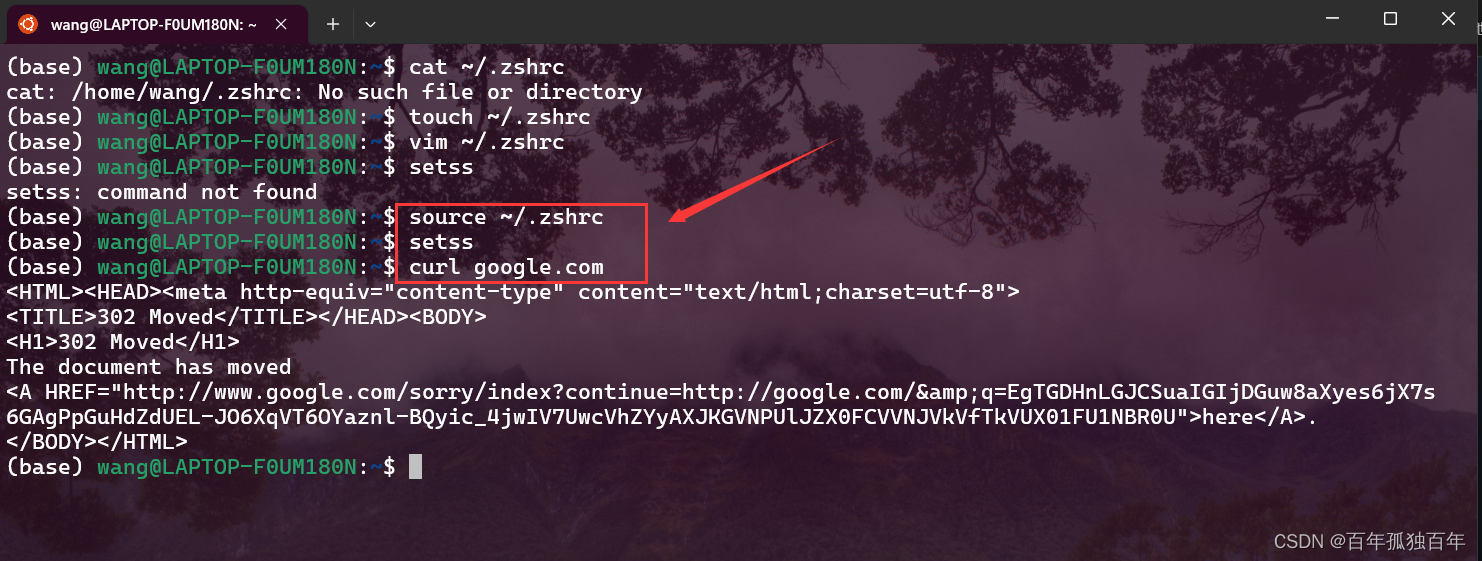 wang@LAPTOP-F0UM180N: ~
(base) wang@LAPTOP-F0UM180N:~$ cat ~/.zshrc
cat: /home/wang/.zshrc: No such file or directory
(base) wang@LAPTOP-F0UM180N:~$ touch ~/.zshrc
(base) wang@LAPTOP-F0UM180N:~$ vim ~/.zshrc
(base) wang@LAPTOP-F0UM180N:~$ setss
setss: command not found
(base) wang@LAPTOP-F0UM180N:~$ source ~/.zshrc
(base) wang@LAPTOP-F0UM180N:~$ setss
(base) wang@LAPTOP-F0UM180N:~$ curl google.com
<HTML><HEAD><meta http-equiv="content-type" content="text/html;charset=utf-8">
<TITLE>302 Moved</TITLE></HEAD><BODY>
<H1>302 Moved</H1>
The document has moved
<A HREF="http://www.google.com/sorry/index?continue=http://google.com/&amp;q=EgTGDHnLGJCSuaIGIjDGuw8aXyes6jX7s
6GAgPpGuHdZdUEL-JO6XqVT6OYaznl-BQyic_4jwIV7UwcVhZYyAXJKGVNPUlJZX0FCVVNJVkVfTkVUX01FU1NBR0U">here</A>.
</BODY></HTML>
(base) wang@LAPTOP-F0UM180N:~$
CSDN @百年孤独百年